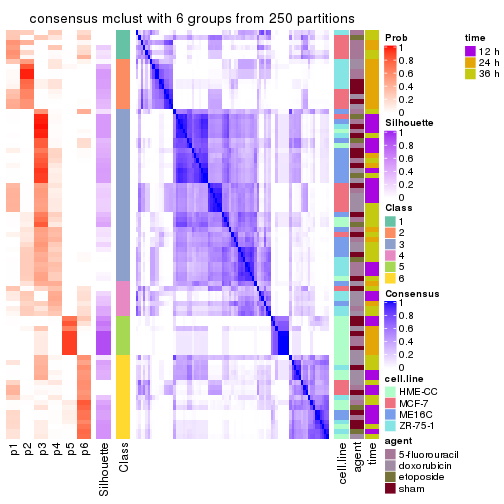 consensus mclust with 6 groups from 250 partitions
Prob
1
0.8
0.6
0.4
0.2
0
time
12 h
24 h
36 h
Silhouette
1
0.8
0.6
0.4
0.2
0
Class
1
2
3
4
5
6
Consensus
1
0.8
0.6
0.4
0.2
0
cell.line
HME-CC
MCF-7
ME16C
ZR-75-1
agent
5-fluorouracil
doxorubicin
etoposide
sham
p1
p2
p3
p4
p5
p6
Silhouette
Class
cell.line
agent
time